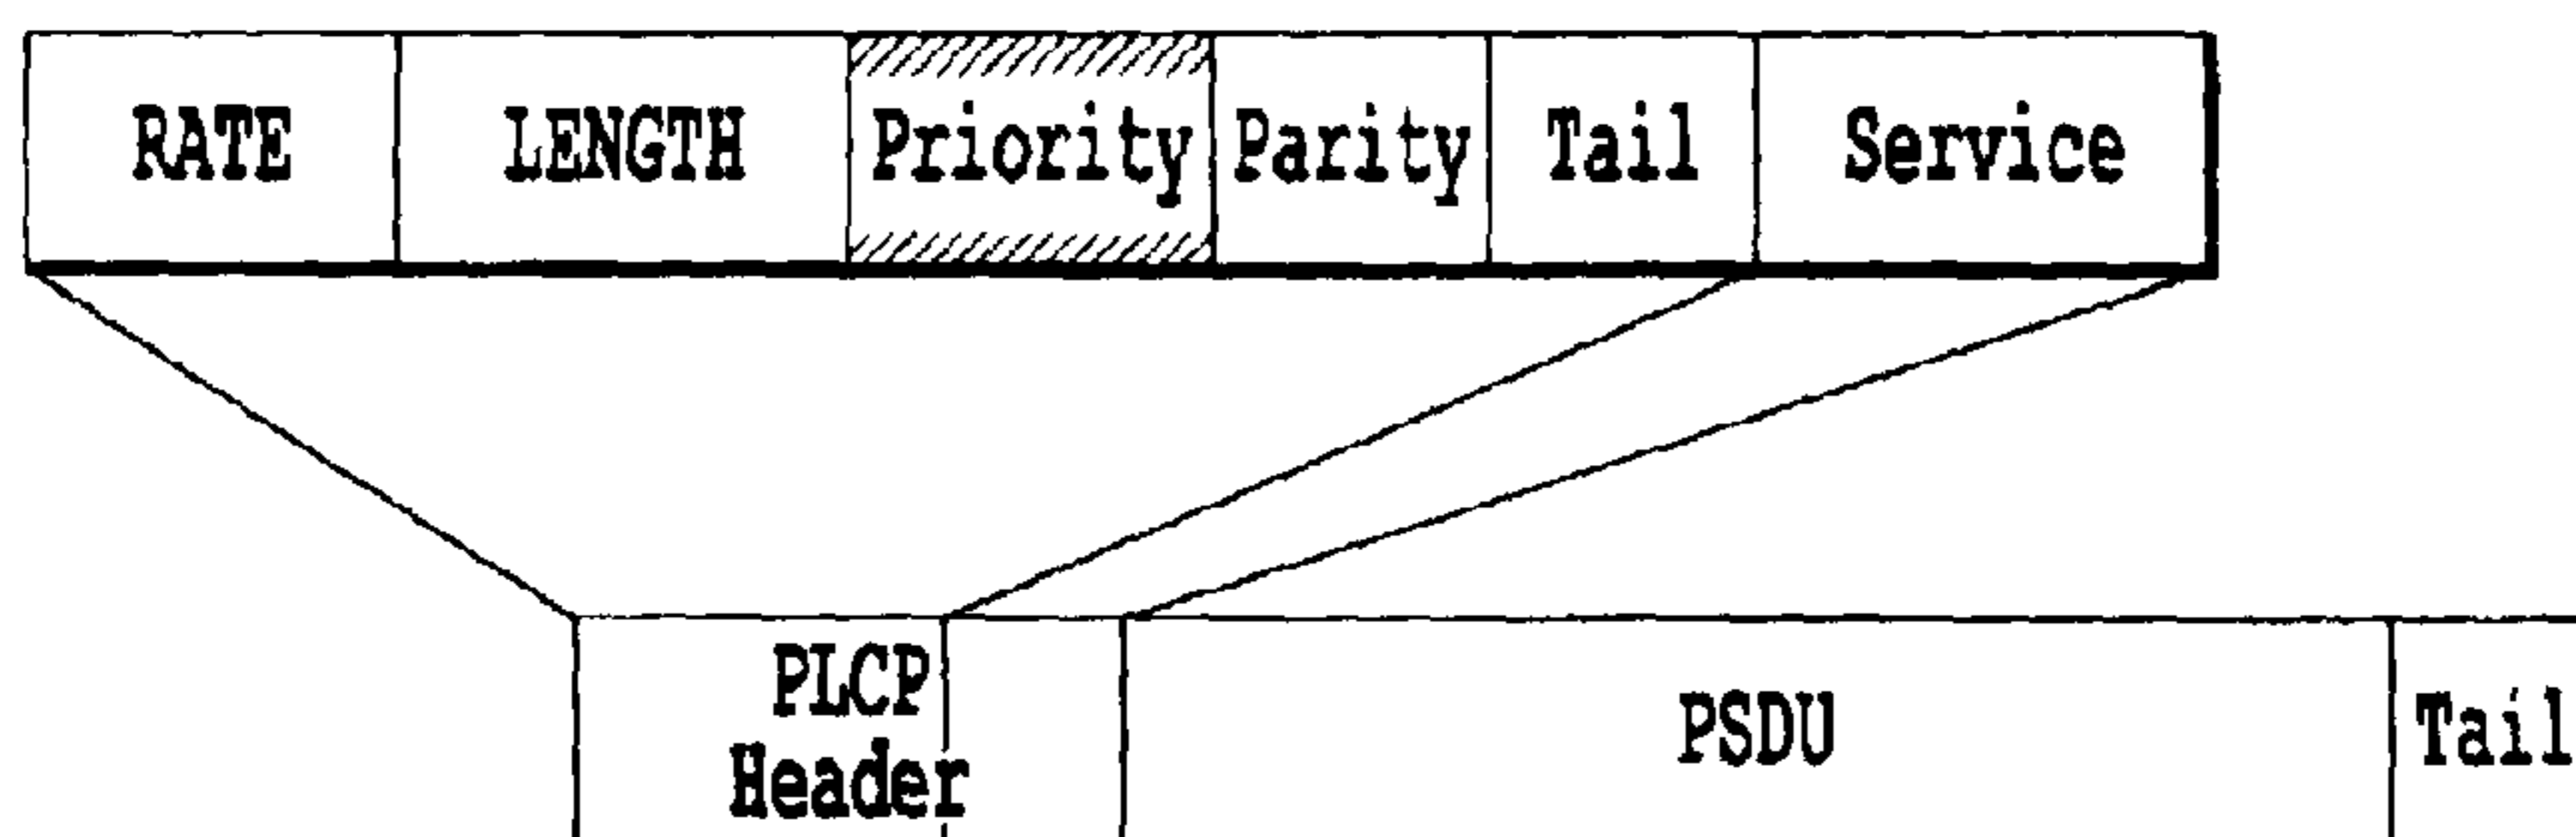 RATE LENGTH Priority Parity Tail Service
PLCP
Header
PSDU
Tail